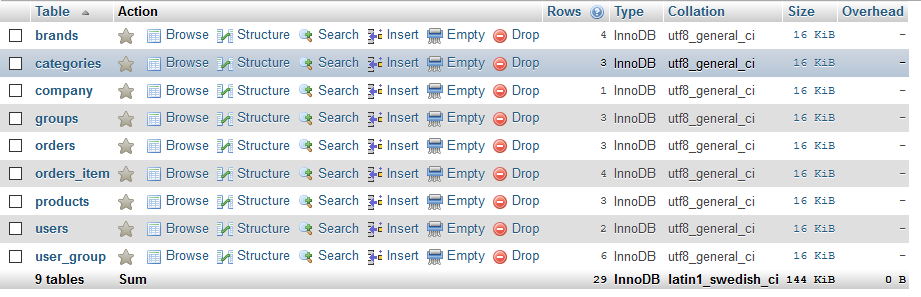 Table Action Rows Type Collation Size Overhead
brands Browse Structure Search Insert Empty Drop 4 InnoDB utf8_general_ci 16 KiB -
categories Browse Structure Search Insert Empty Drop 3 InnoDB utf8_general_ci 16 KiB -
company Browse Structure Search Insert Empty Drop 1 InnoDB utf8_general_ci 16 KiB -
groups Browse Structure Search Insert Empty Drop 3 InnoDB utf8_general_ci 16 KiB -
orders Browse Structure Search Insert Empty Drop 3 InnoDB utf8_general_ci 16 KiB -
orders_item Browse Structure Search Insert Empty Drop 4 InnoDB utf8_general_ci 16 KiB -
products Browse Structure Search Insert Empty Drop 3 InnoDB utf8_general_ci 16 KiB -
users Browse Structure Search Insert Empty Drop 2 InnoDB utf8_general_ci 16 KiB -
user_group Browse Structure Search Insert Empty Drop 6 InnoDB utf8_general_ci 16 KiB -
9 tables Sum 29 InnoDB latin1_swedish_ci 144 KiB 0 B